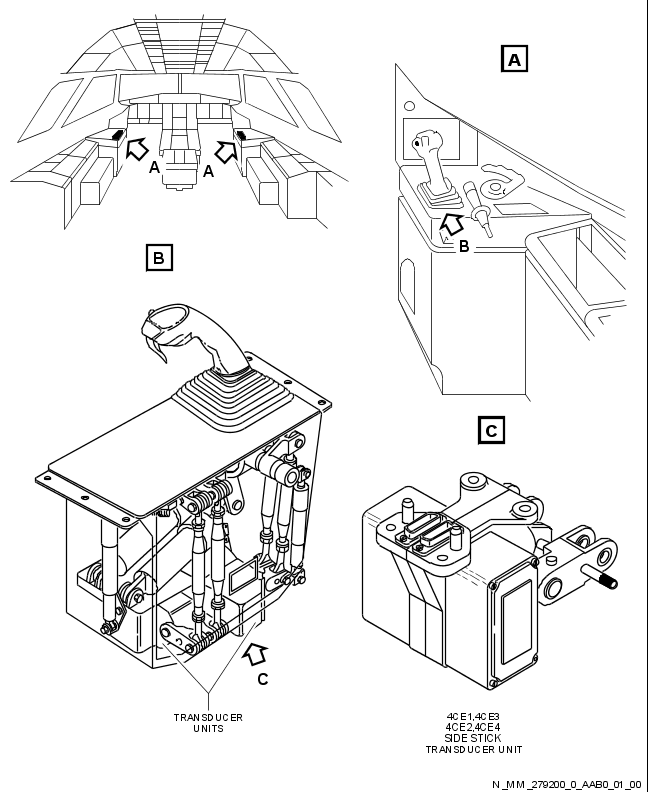 A
A
A
B
B
C
C
TRANSDUCER
UNITS
4CE1,4CE3
4CE2,4CE4
SIDE STICK
TRANSDUCER UNIT
N_MM_279200_0_AAB0_01_00